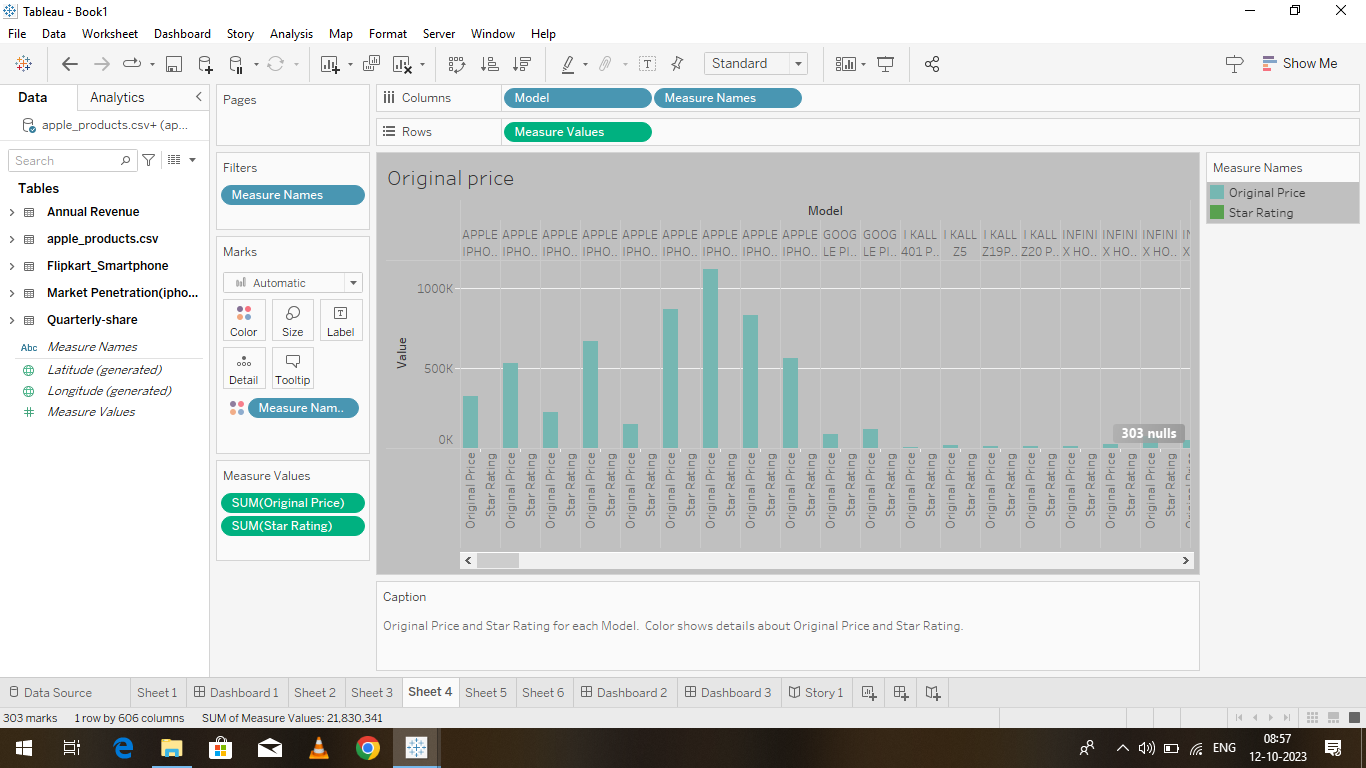 Tableau - Book1
File Data Worksheet Dashboard Story Analysis Map Format Server Window Help
Standard
Show Me
Data Analytics
apple_products.csv+ (ap...
Search
Tables
Annual Revenue
apple_products.csv
Flipkart_Smartphone
Market Penetration(ipho...
Quarterly-share
Abc Measure Names
Latitude (generated)
Longitude (generated)
Measure Values
Pages
Filters
Measure Names
Marks
Automatic
Color Size Label
Detail Tooltip
Measure Nam..
Measure Values
SUM(Original Price)
SUM(Star Rating)
Columns Model Measure Names
Rows Measure Values
Original price
Model
APPLE APPLE APPLE APPLE APPLE APPLE APPLE APPLE APPLE GOOG GOOG I KALL I KALL I KALL I KALL INFINI INFINI INFINI
IPHO.. IPHO.. IPHO.. IPHO.. IPHO.. IPHO.. IPHO.. IPHO.. IPHO.. LE PI.. LE PI.. 401 P.. Z5 Z19P.. Z20 P.. X HO.. X HO.. X HO..
1000K
500K
0K
Value
303 nulls
Original Price Star Rating Original Price Star Rating Original Price Star Rating Original Price Star Rating Original Price Star Rating Original Price Star Rating Original Price Star Rating Original Price Star Rating Original Price Star Rating Original Price Star Rating Original Price Star Rating Original Price Star Rating Original Price Star Rating Original Price Star Rating Original Price Star Rating Original Price Star Rating Original Price Star Rating Original Price Star Rating
Caption
Original Price and Star Rating for each Model. Color shows details about Original Price and Star Rating.
Measure Names
Original Price
Star Rating
Data Source Sheet 1 Dashboard 1 Sheet 2 Sheet 3 Sheet 4 Sheet 5 Sheet 6 Dashboard 2 Dashboard 3 Story 1
303 marks 1 row by 606 columns SUM of Measure Values: 21,830,341
ENG
08:57
12-10-2023